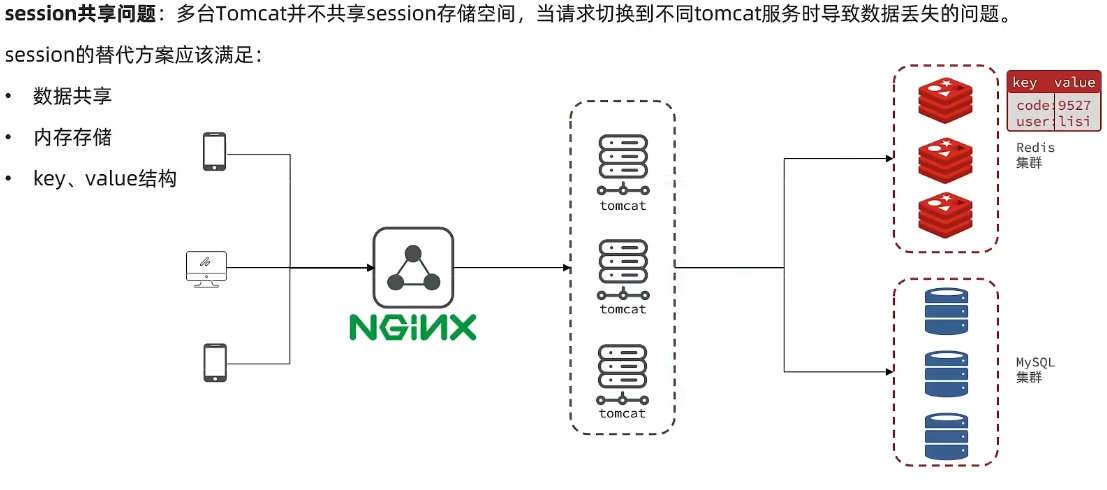 session共享问题：多台Tomcat并不共享session存储空间，当请求切换到不同tomcat服务时导致数据丢失的问题。
session的替代方案应该满足：
• 数据共享
• 内存存储
• key、value结构
NGINX
tomcat
tomcat
tomcat
key value
code:9527
user:lisi
Redis
集群
MySQL
集群